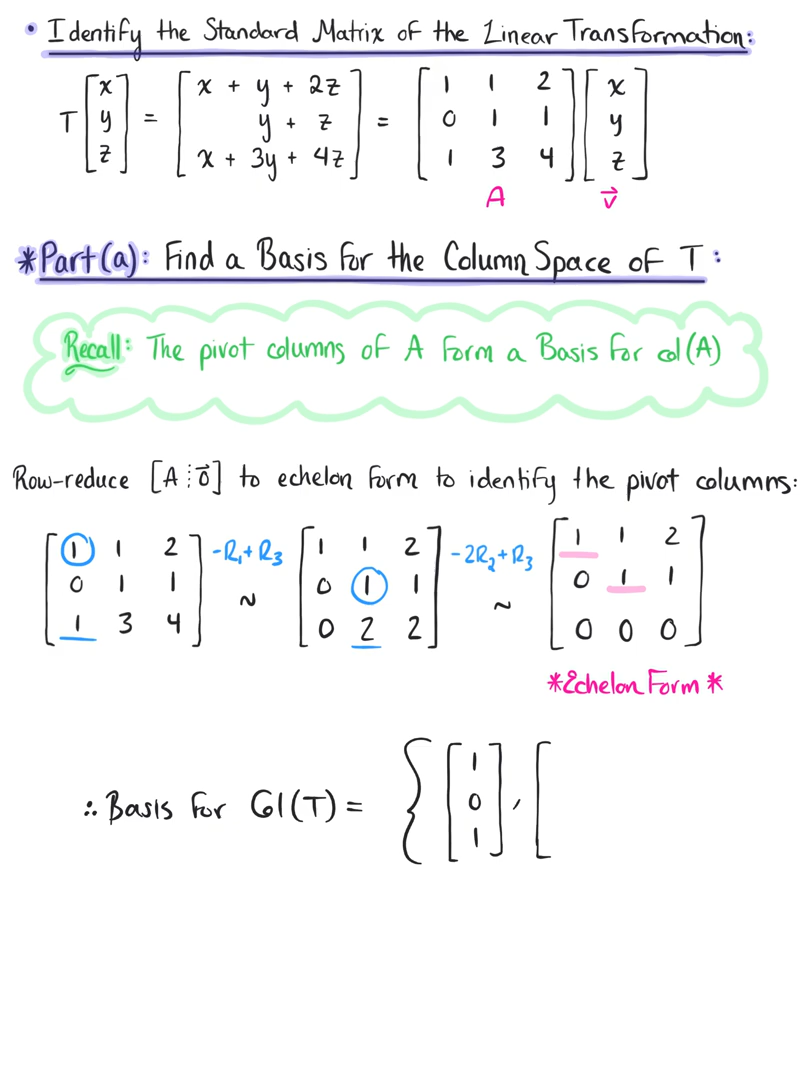 • Identify the Standard Matrix of the Linear Transformation:
T [x y z] = [x + y + 2z  y + z  x + 3y + 4z] = [1 1 2  0 1 1  1 3 4] [x y z]
A v⃗
*Part(a): Find a Basis for the Column Space of T:
Recall: The pivot columns of A Form a Basis for col(A)
Row-reduce [A ⋮ 0⃗] to echelon form to identify the pivot columns:
[1 1 2  0 1 1  1 3 4] -R₁+R₃ ~ [1 1 2  0 1 1  0 2 2] -2R₂+R₃ ~ [1 1 2  0 1 1  0 0 0]
*Echelon Form*
∴ Basis for Col(T) = { [1 0 1] , [